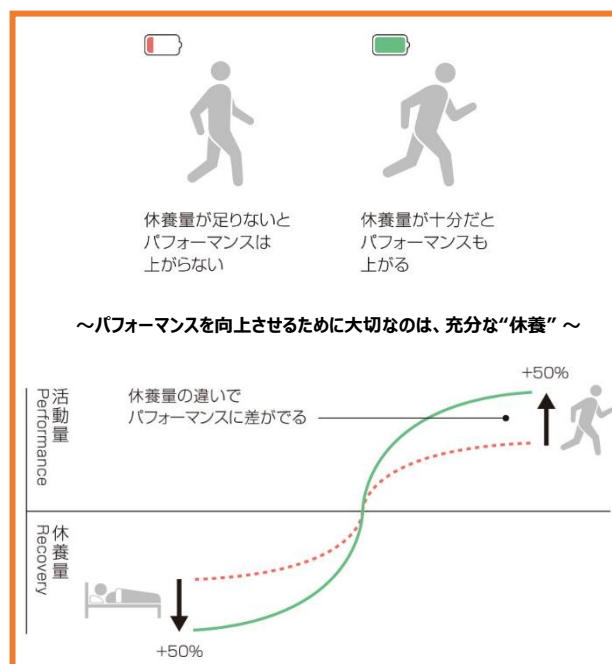 休養量が足りないと
パフォーマンスは
上がらない
休養量が十分だと
パフォーマンスも
上がる
～パフォーマンスを向上させるために大切なのは、充分な“休養” ～
+50%
活動量
Performance
休養量の違いで
パフォーマンスに差がでる
休養量
Recovery
+50%